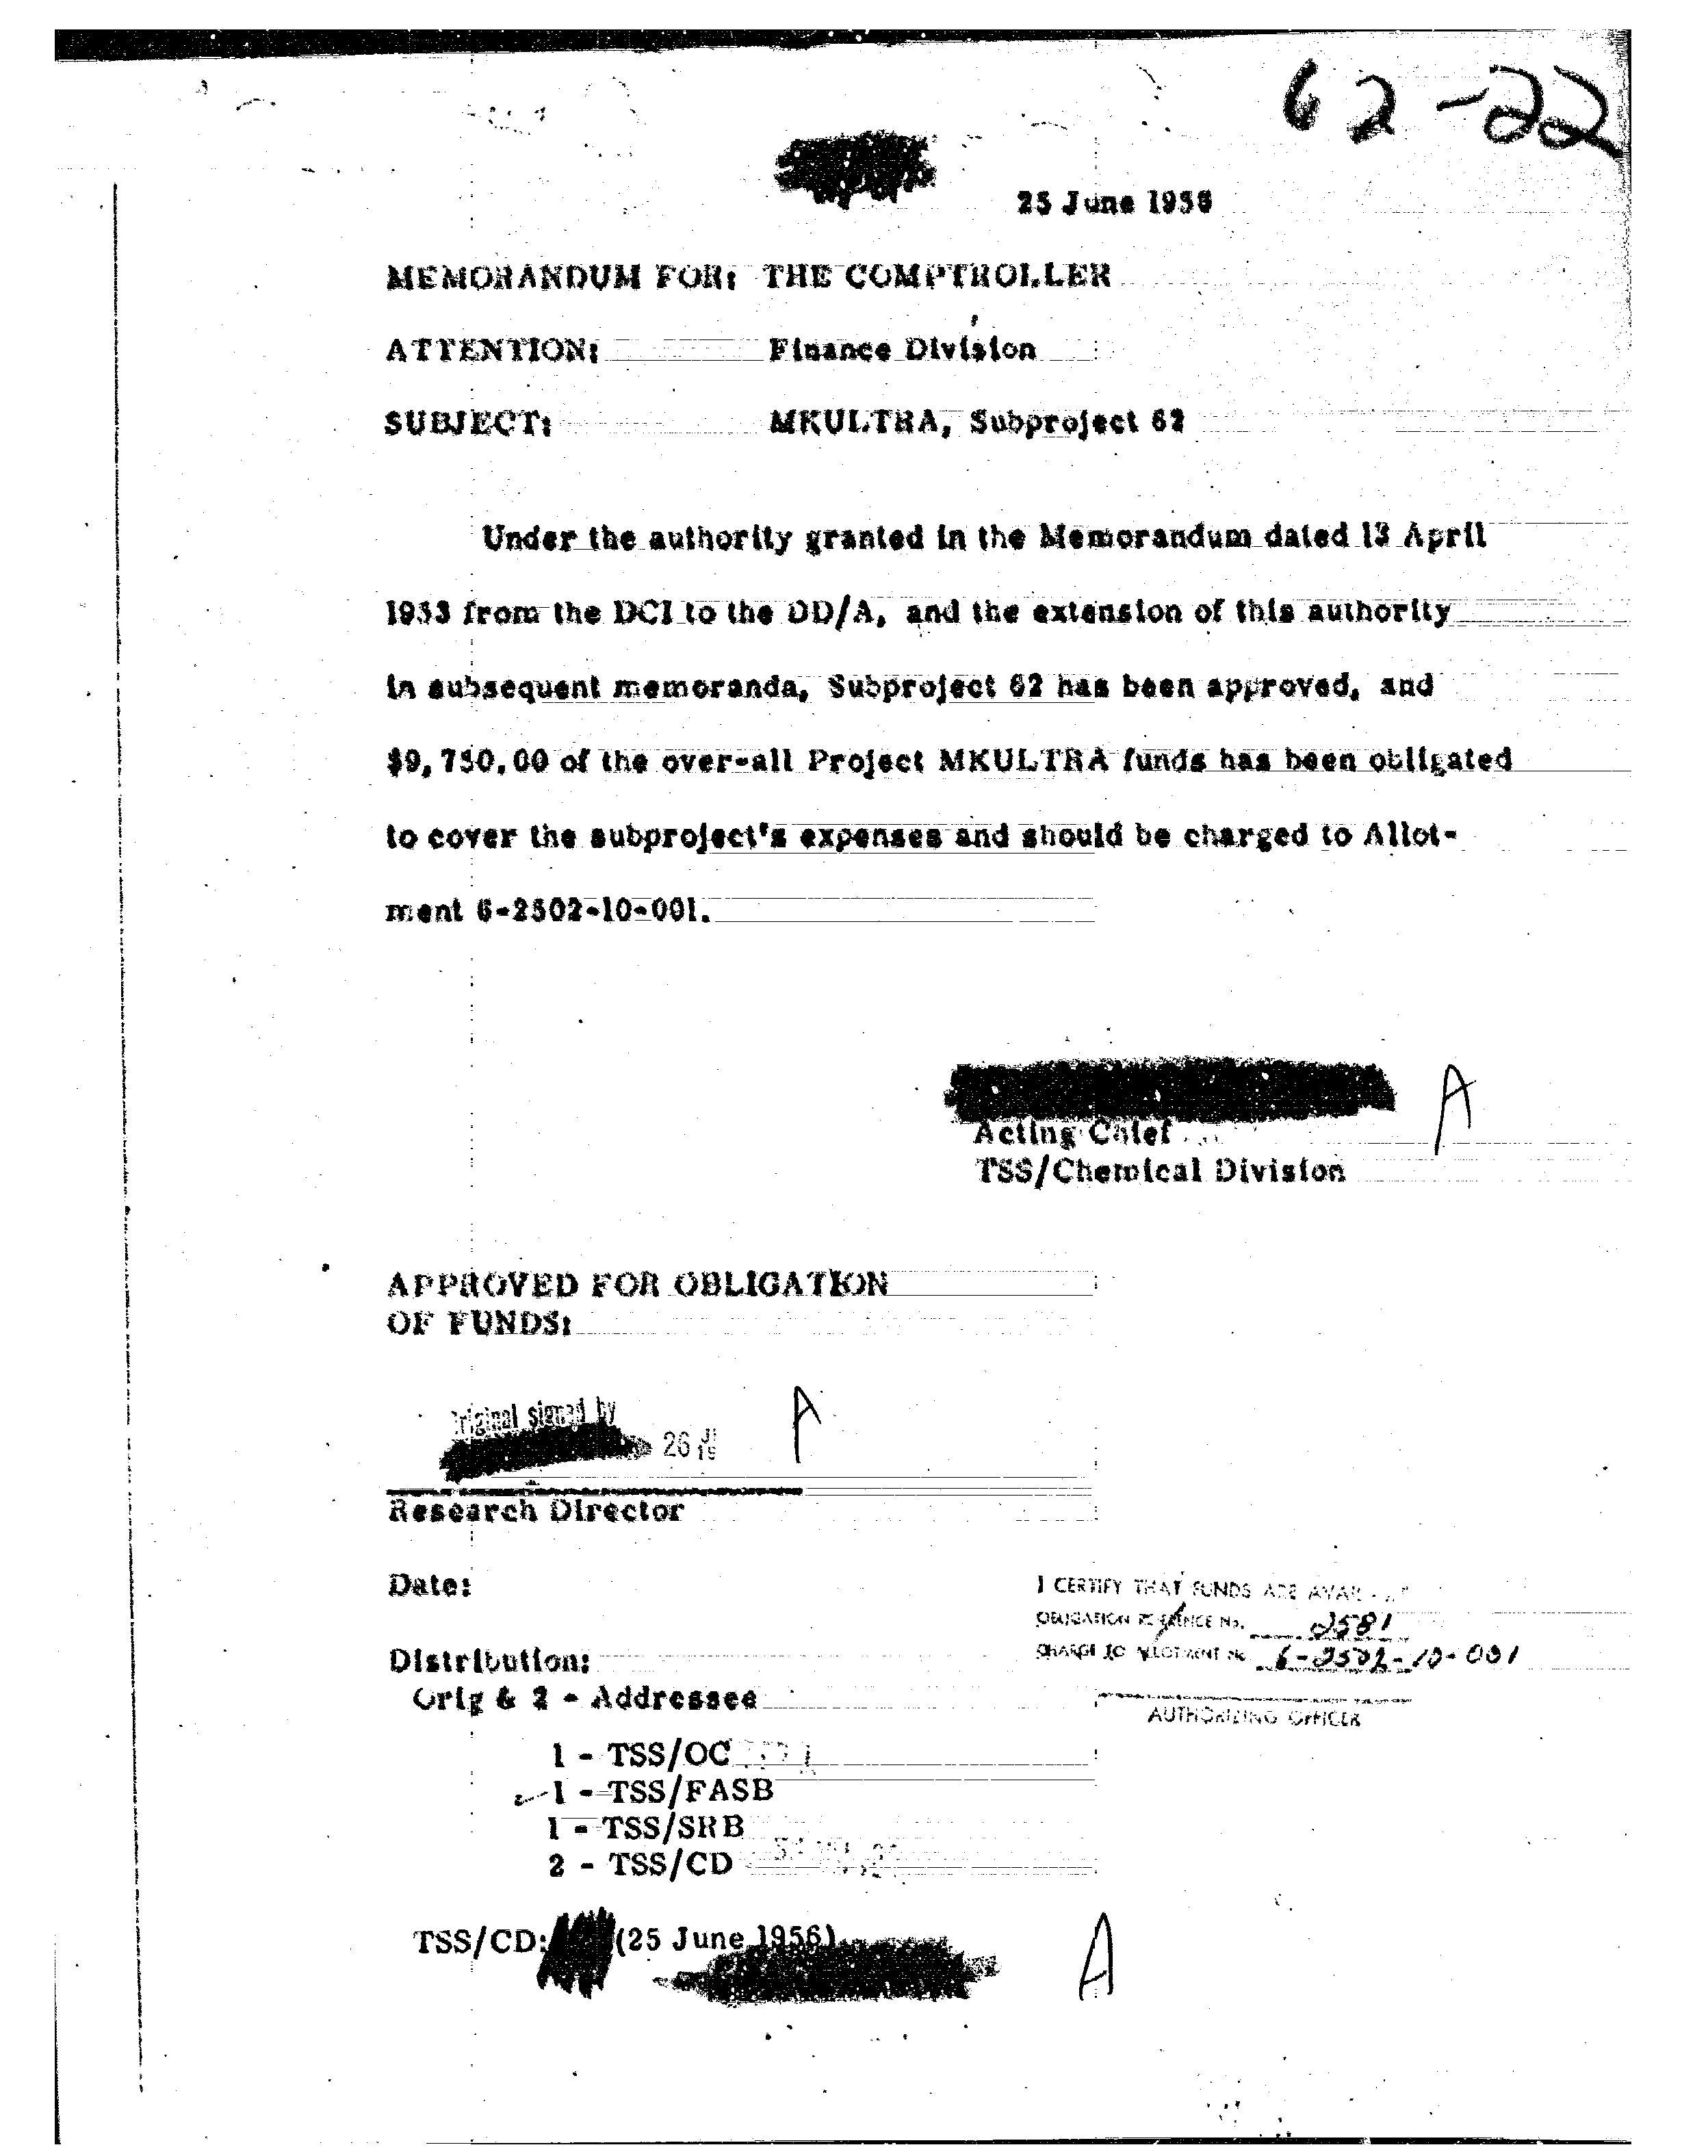 62-22
25 June 1956
MEMORANDUM FOR: THE COMPTROLLER
ATTENTION: Finance Division
SUBJECT: MKULTRA, Subproject 62
Under the authority granted in the Memorandum dated 13 April
1953 from the DCI to the DD/A, and the extension of this authority
in subsequent memoranda, Subproject 62 has been approved, and
$9,750.00 of the over-all Project MKULTRA funds has been obligated
to cover the subproject's expenses and should be charged to Allot-
ment 6-2502-10-001.
A
Acting Chief
TSS/Chemical Division
APPROVED FOR OBLIGATION
OF FUNDS:
Original signed by
26
A
Research Director
Date:
I CERTIFY THAT FUNDS ARE
OBLIGATION REFERENCE No. 2581
CHARGE TO ALLOTMENT No. 6-2502-10-001
AUTHORIZING OFFICER
Distribution:
Orig & 2 - Addressee
1 - TSS/OC
1 - TSS/FASB
1 - TSS/SRB
2 - TSS/CD
TSS/CD: (25 June 1956)
A